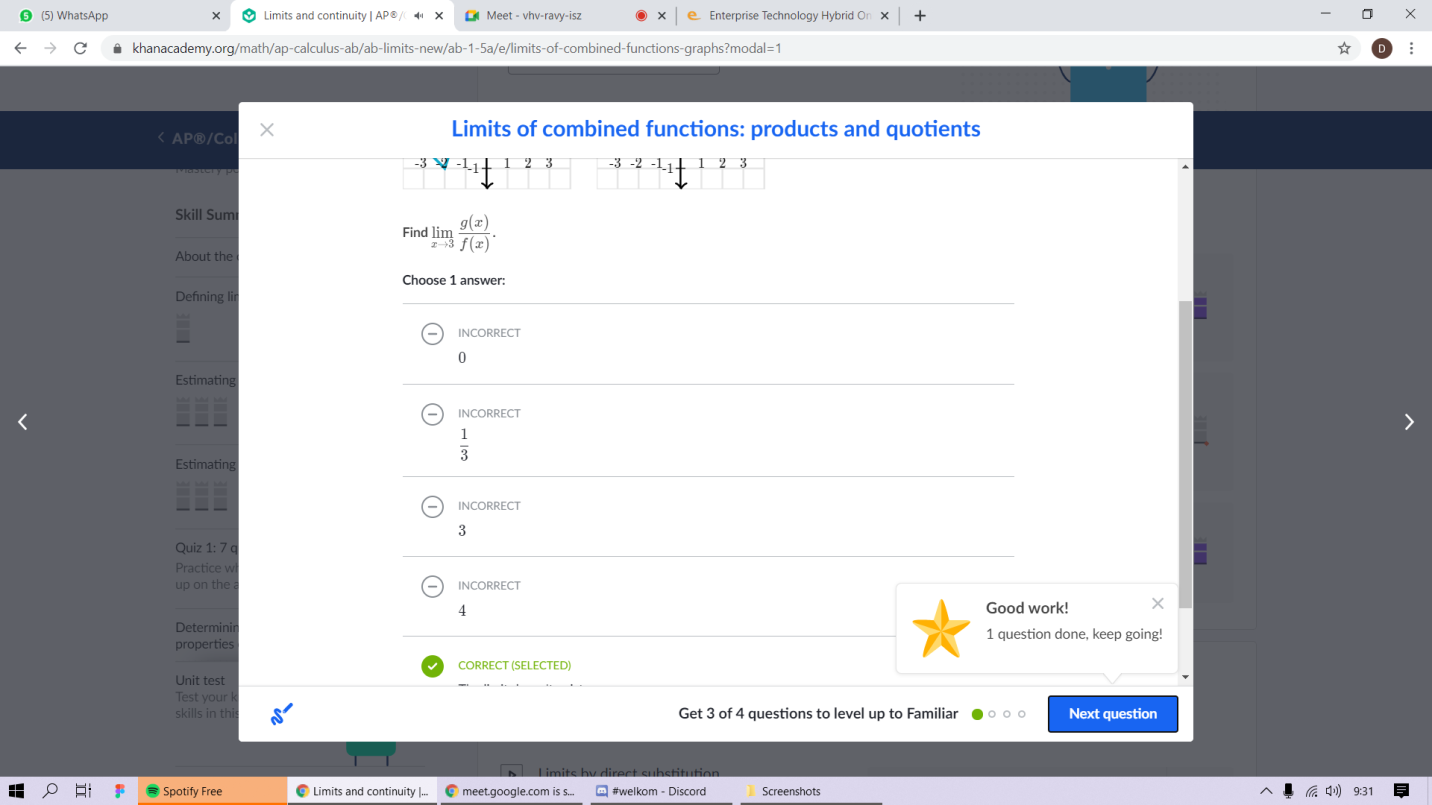 (5) WhatsApp
Limits and continuity | AP®/
Meet - vhv-ravy-isz
Enterprise Technology Hybrid On
khanacademy.org/math/ap-calculus-ab/ab-limits-new/ab-1-5a/e/limits-of-combined-functions-graphs?modal=1
D
AP®/Col
Limits of combined functions: products and quotients
-3 -2 -1 -1 1 2 3
-3 -2 -1 -1 1 2 3
Skill Sum
About the
Defining li
Estimating
Estimating
Quiz 1: 7 q
Practice w
up on the a
Determinin
properties
Unit test
Test your k
skills in this
Find lim x→3 g(x)/f(x).
Choose 1 answer:
INCORRECT
0
INCORRECT
1/3
INCORRECT
3
INCORRECT
4
CORRECT (SELECTED)
Good work!
1 question done, keep going!
Get 3 of 4 questions to level up to Familiar
Next question
Limits by direct substitution
Spotify Free
Limits and continuity |...
meet.google.com is s...
#welkom - Discord
Screenshots
9:31